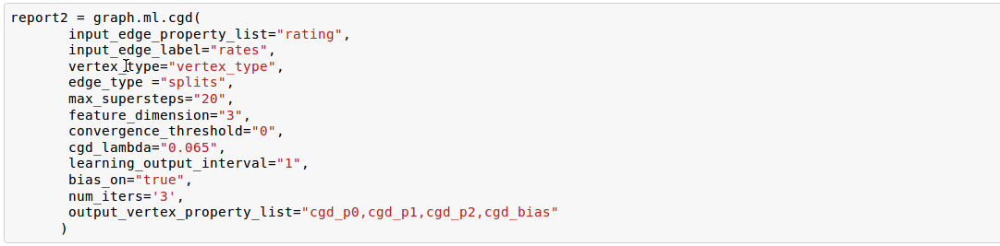 report2 = graph.ml.cgd(
input_edge_property_list="rating",
input_edge_label="rates",
vertex_type="vertex_type",
edge_type ="splits",
max_supersteps="20",
feature_dimension="3",
convergence_threshold="0",
cgd_lambda="0.065",
learning_output_interval="1",
bias_on="true",
num_iters='3',
output_vertex_property_list="cgd_p0,cgd_p1,cgd_p2,cgd_bias"
)